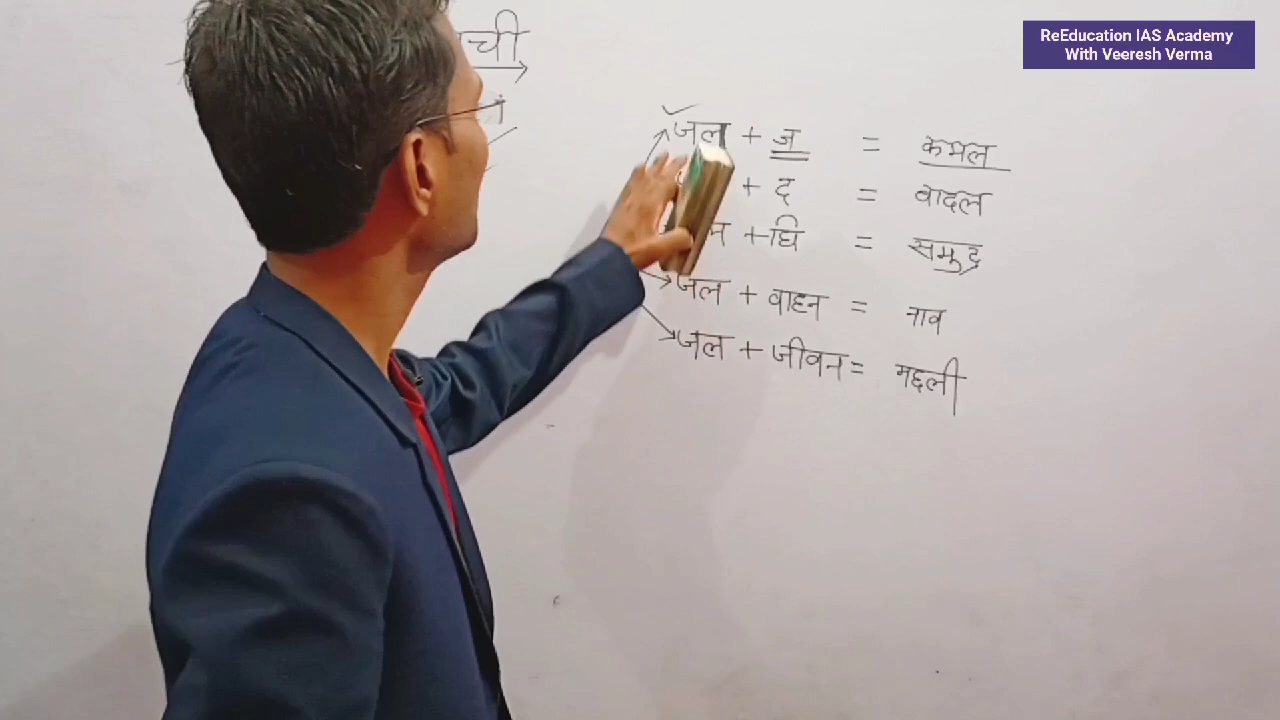 ReEducation IAS Academy
With Veeresh Verma
ची
जल + ज = कमल
+ द = बादल
+ धि = समुद्र
जल + वाहन = नाव
जल + जीवन = मछली